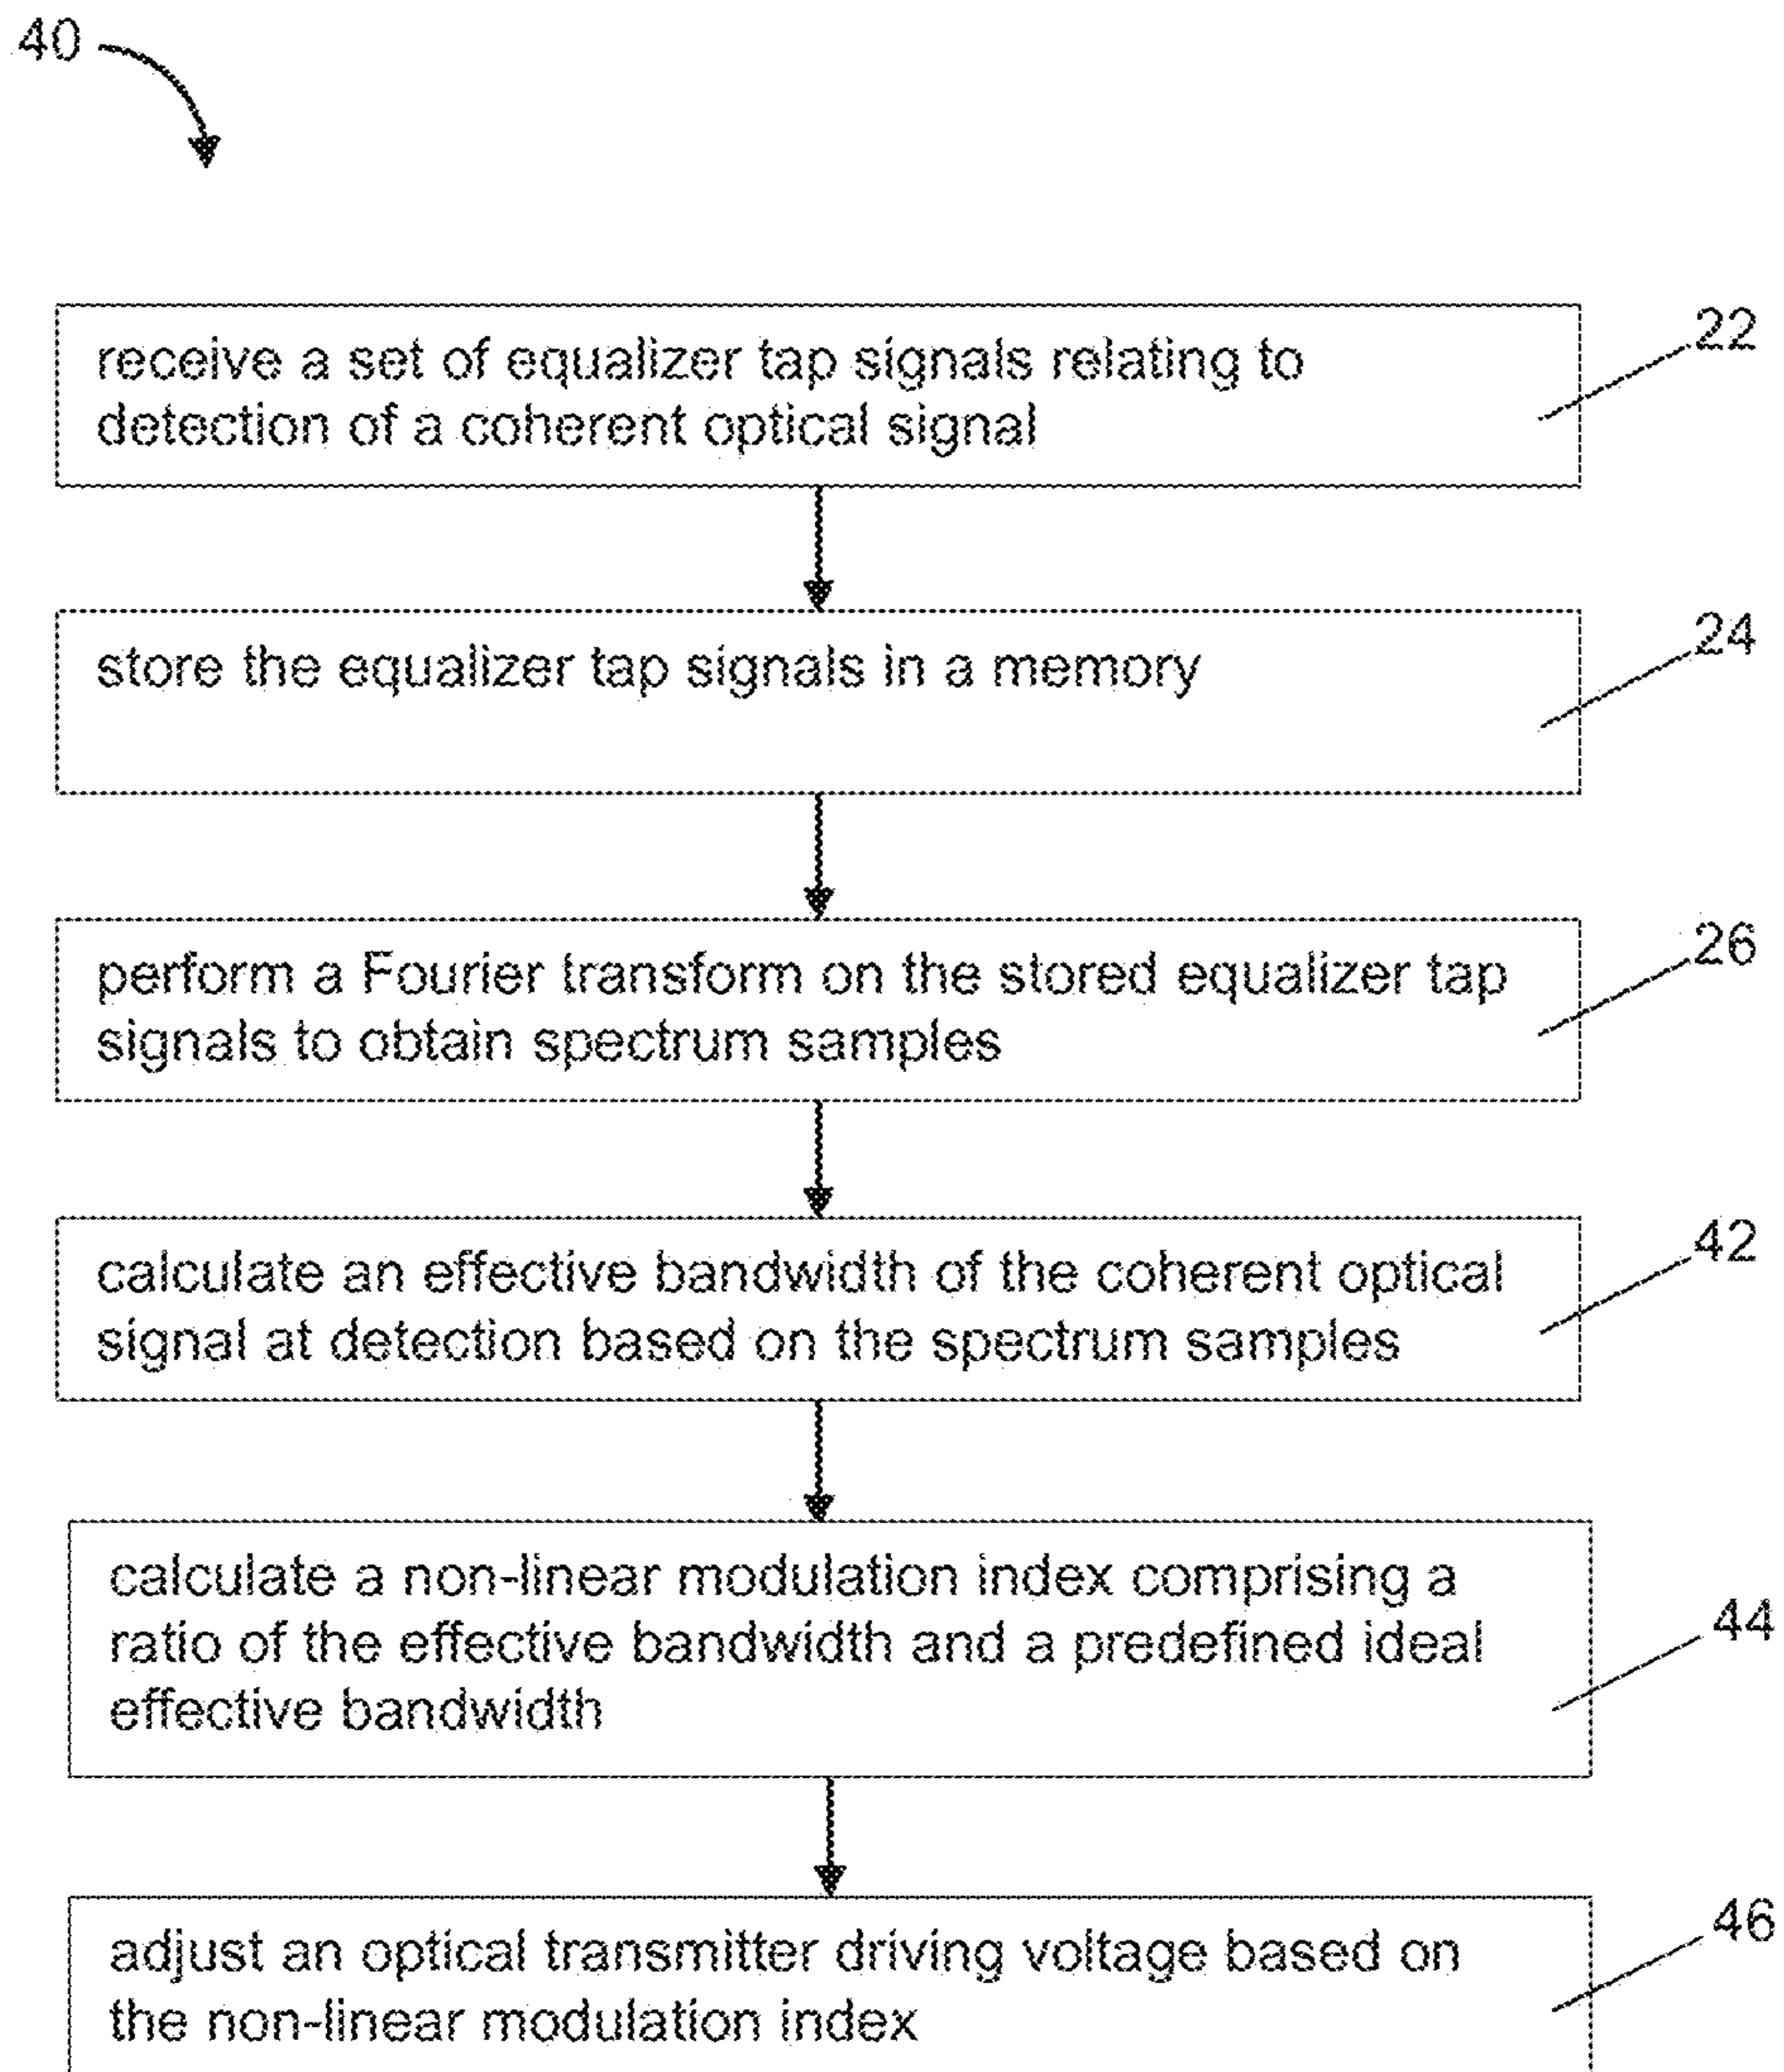 40
receive a set of equalizer tap signals relating to
detection of a coherent optical signal
22
store the equalizer tap signals in a memory
24
perform a Fourier transform on the stored equalizer tap
signals to obtain spectrum samples
26
calculate an effective bandwidth of the coherent optical
signal at detection based on the spectrum samples
42
calculate a non-linear modulation index comprising a
ratio of the effective bandwidth and a predefined ideal
effective bandwidth
44
adjust an optical transmitter driving voltage based on
the non-linear modulation index
46